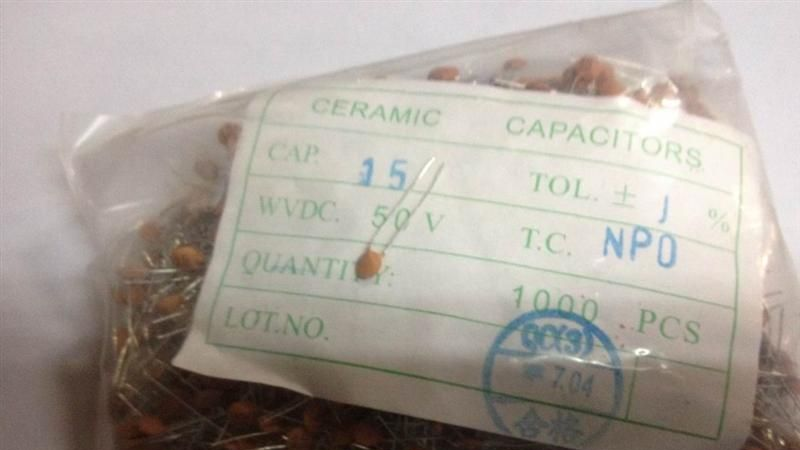 CERAMIC CAPACITORS
CAP. 15 TOL. ± J %
WVDC. 50 V T.C. NPO
QUANTITY: 1000 PCS
LOT.NO.
QC(3)
7.04
合格